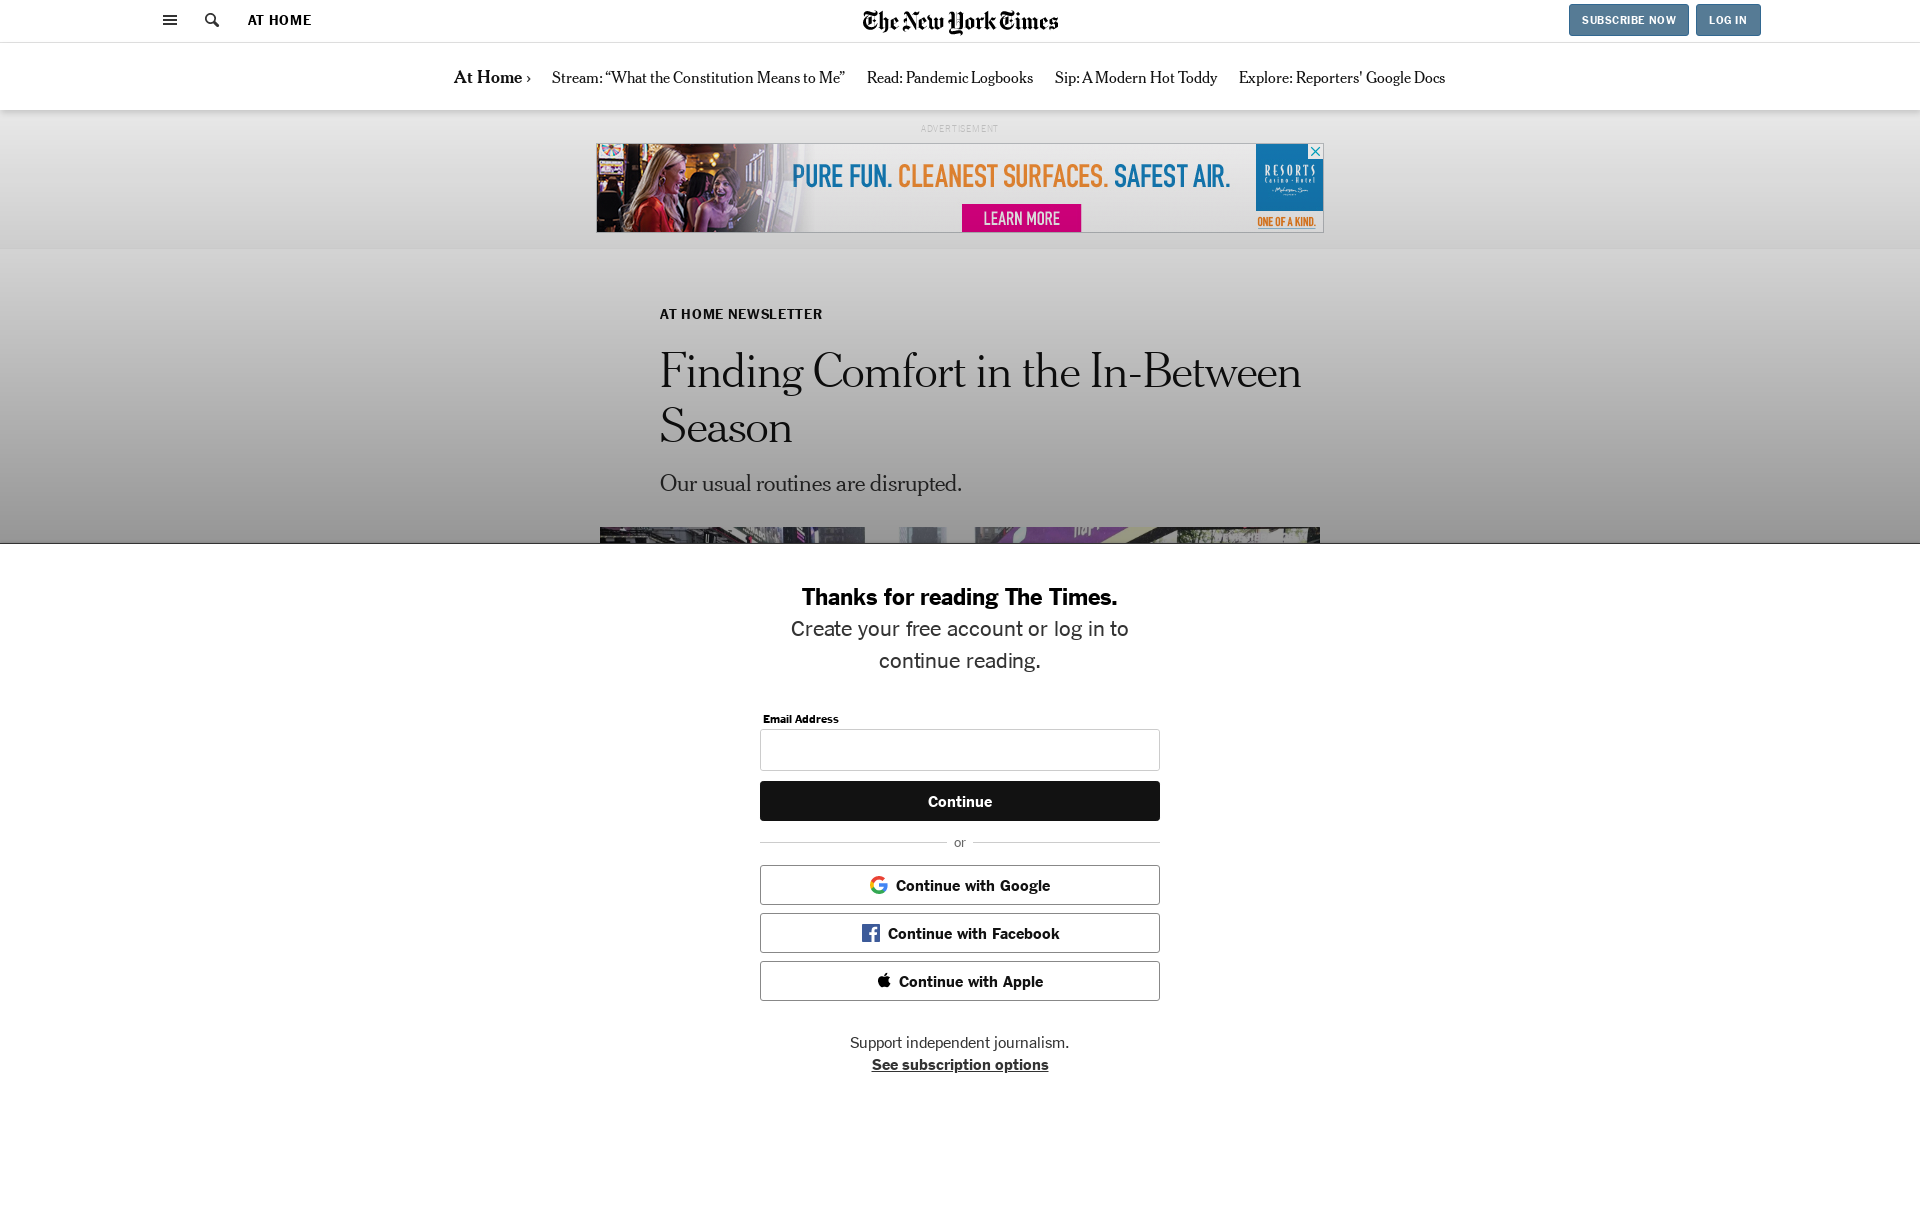 AT HOME
The New York Times
SUBSCRIBE NOW
LOG IN
At Home ›
Stream: “What the Constitution Means to Me”
Read: Pandemic Logbooks
Sip: A Modern Hot Toddy
Explore: Reporters' Google Docs
ADVERTISEMENT
PURE FUN. CLEANEST SURFACES. SAFEST AIR.
LEARN MORE
RESORTS
Casino • Hotel
ONE OF A KIND.
AT HOME NEWSLETTER
Finding Comfort in the In-Between
Season
Our usual routines are disrupted.
Thanks for reading The Times.
Create your free account or log in to
continue reading.
Email Address
Continue
or
Continue with Google
Continue with Facebook
Continue with Apple
Support independent journalism.
See subscription options